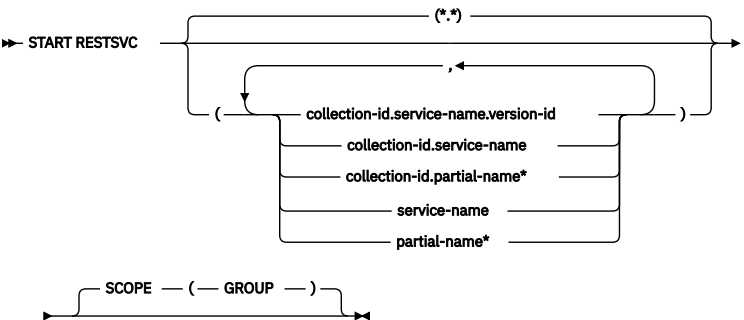 (*.*)
START RESTSVC
,
( collection-id.service-name.version-id )
collection-id.service-name
collection-id.partial-name*
service-name
partial-name*
SCOPE ( GROUP )